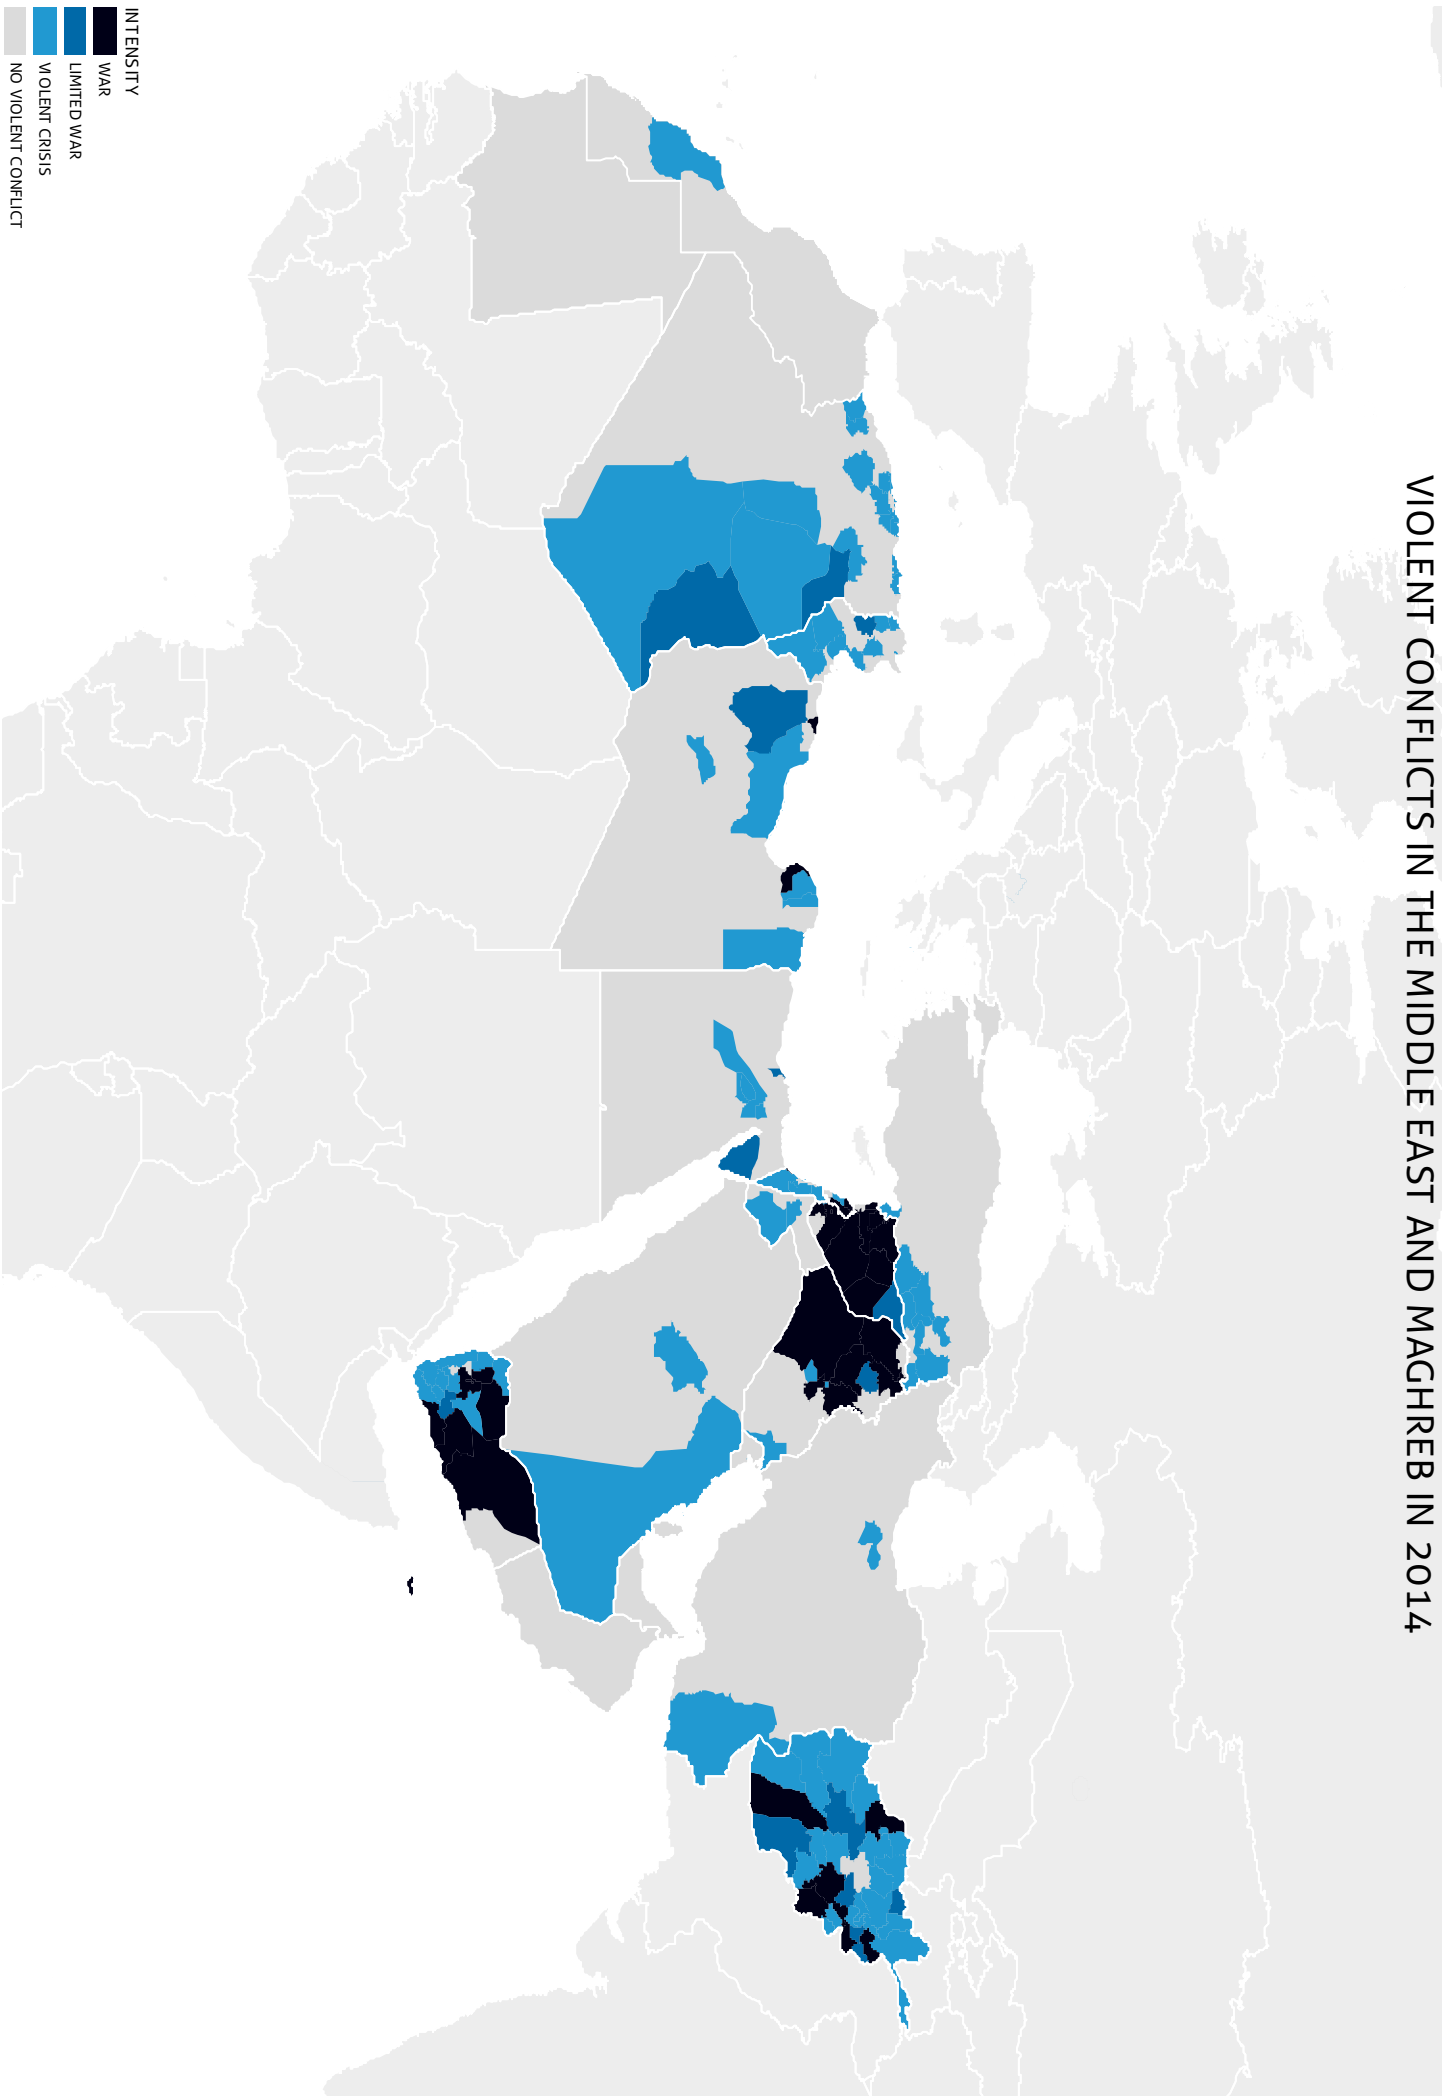 VIOLENT CONFLICTS IN THE MIDDLE EAST AND MAGHREB IN 2014
INTENSITY
WAR
LIMITED WAR
VIOLENT CRISIS
NO VIOLENT CONFLICT